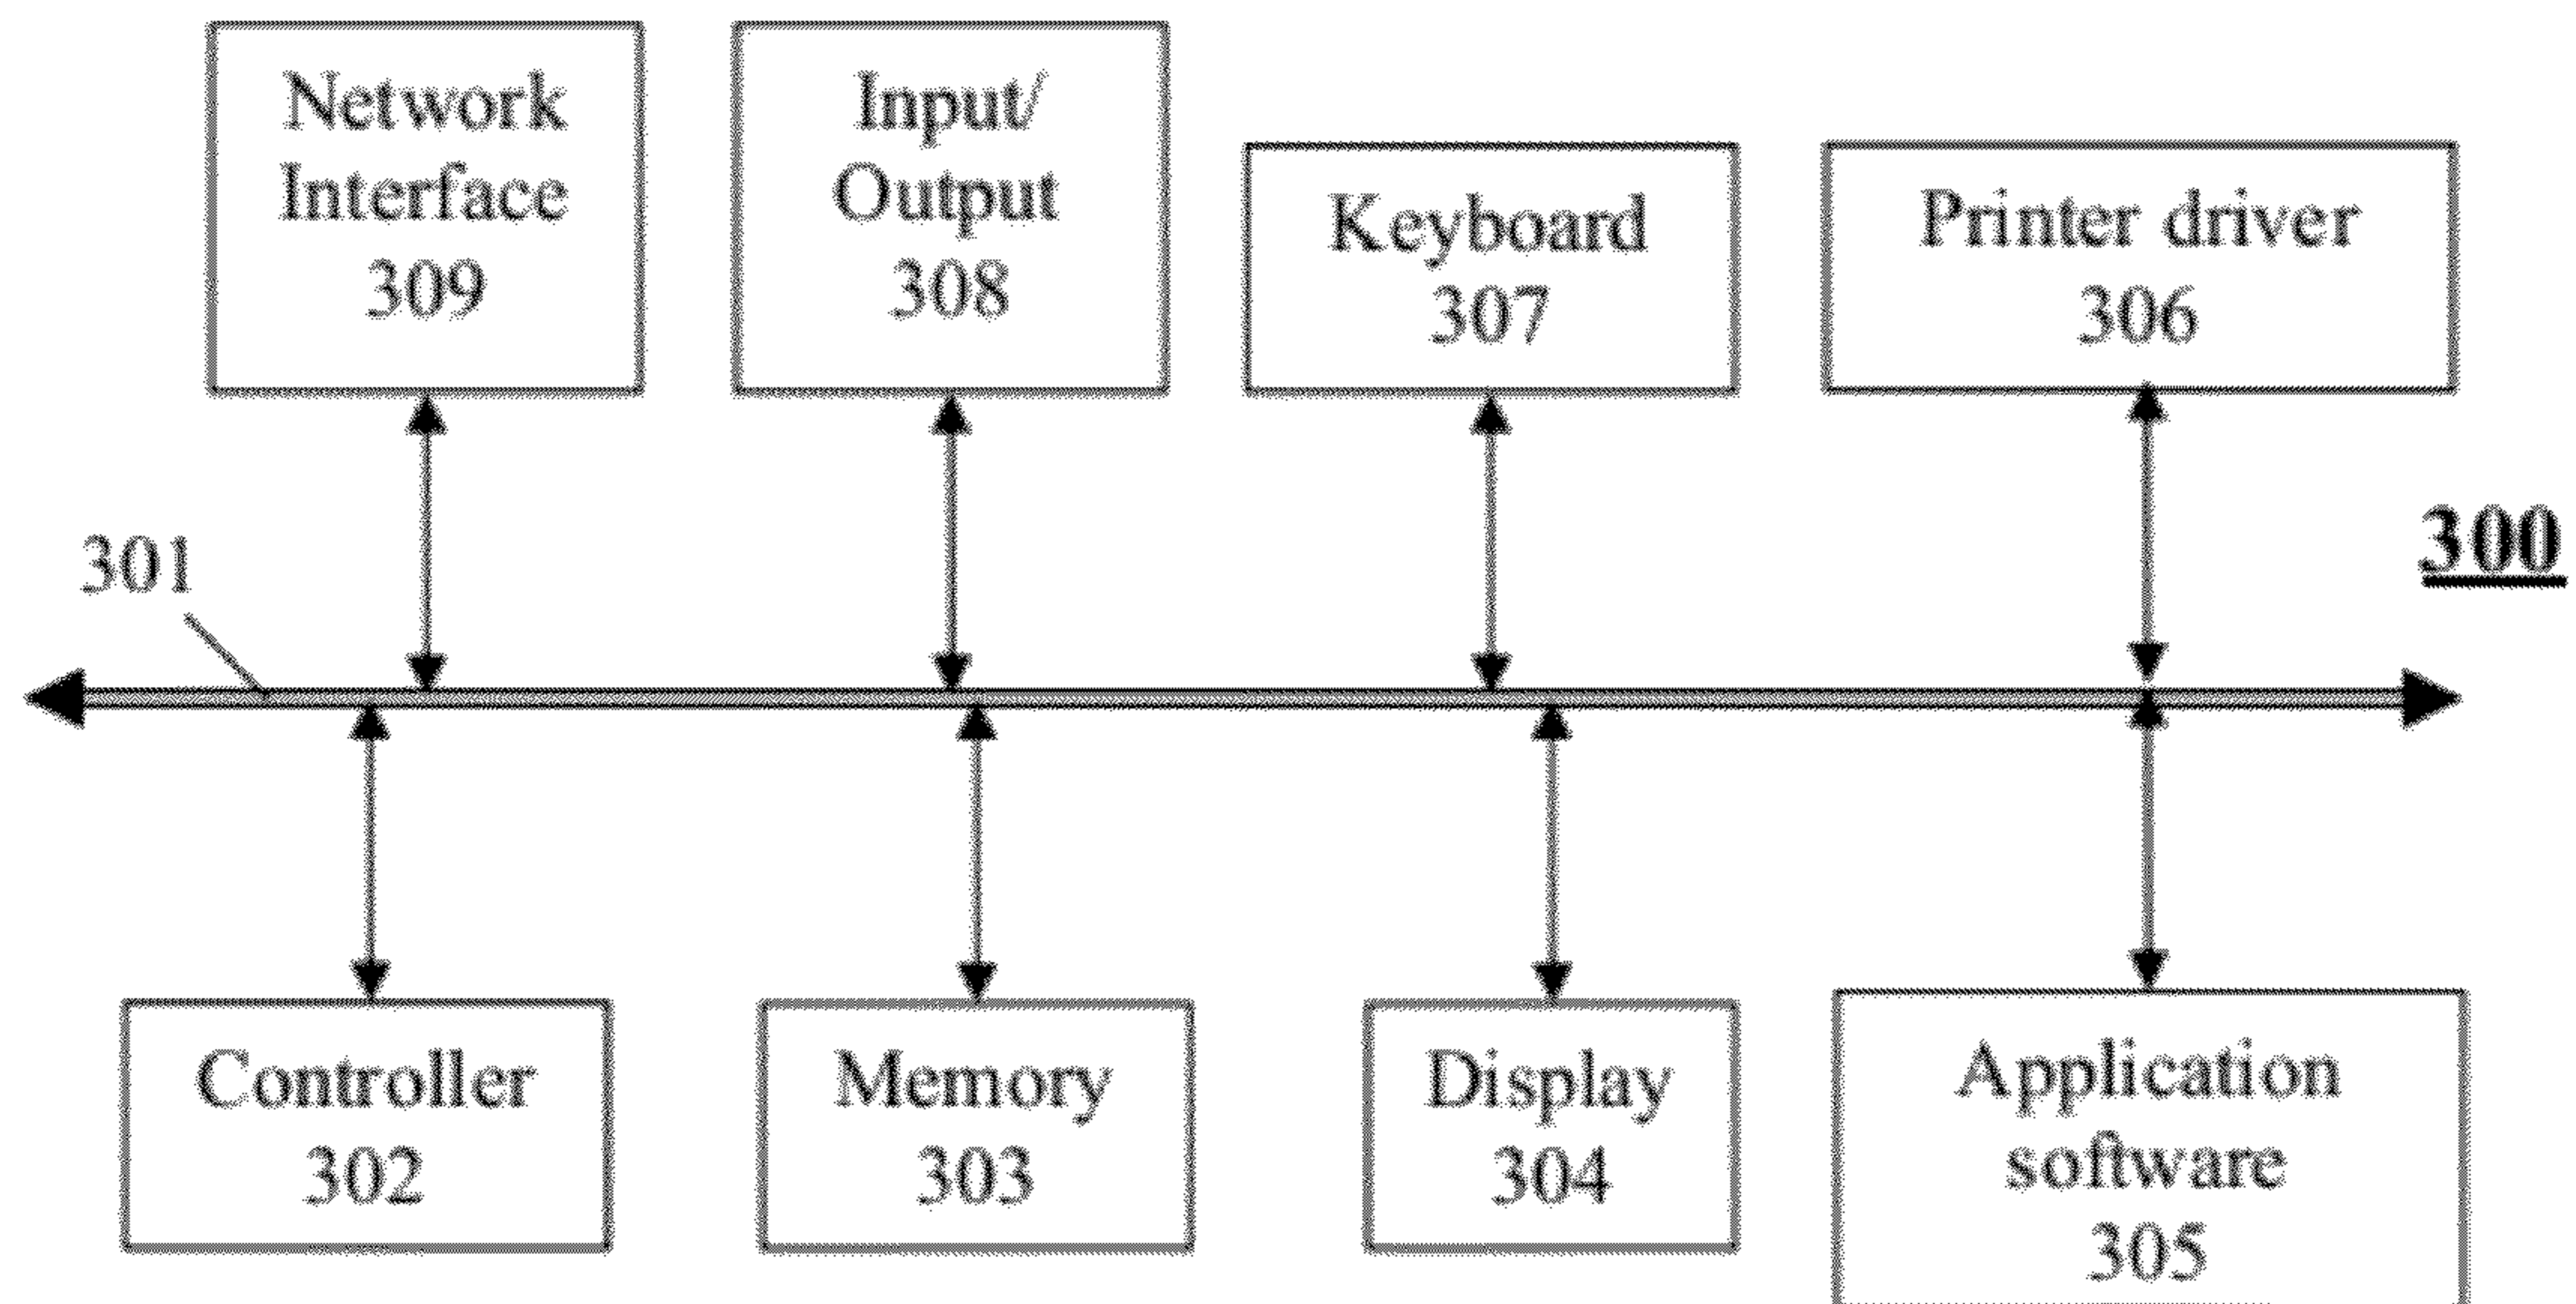 Network
Interface
309
Input/
Output
308
Keyboard
307
Printer driver
306
301
300
Controller
302
Memory
303
Display
304
Application
software
305